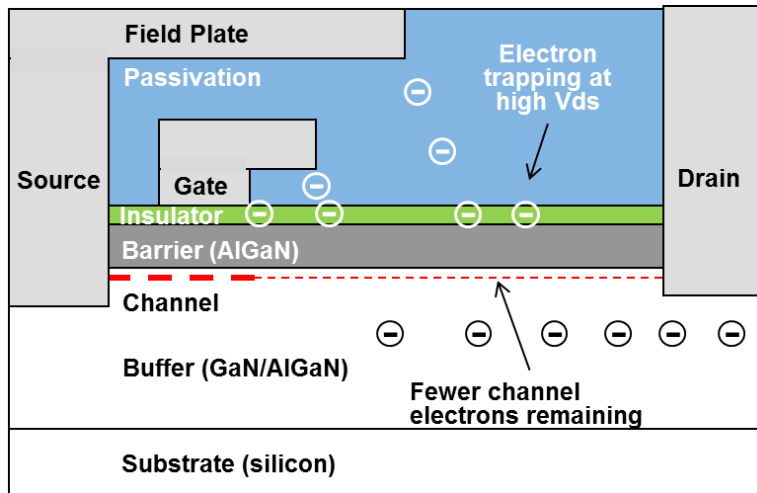 Field Plate
Passivation
Electron
trapping at
high Vds
Source
Gate
Drain
Insulator
Barrier (AlGaN)
Channel
Buffer (GaN/AlGaN)
Fewer channel
electrons remaining
Substrate (silicon)